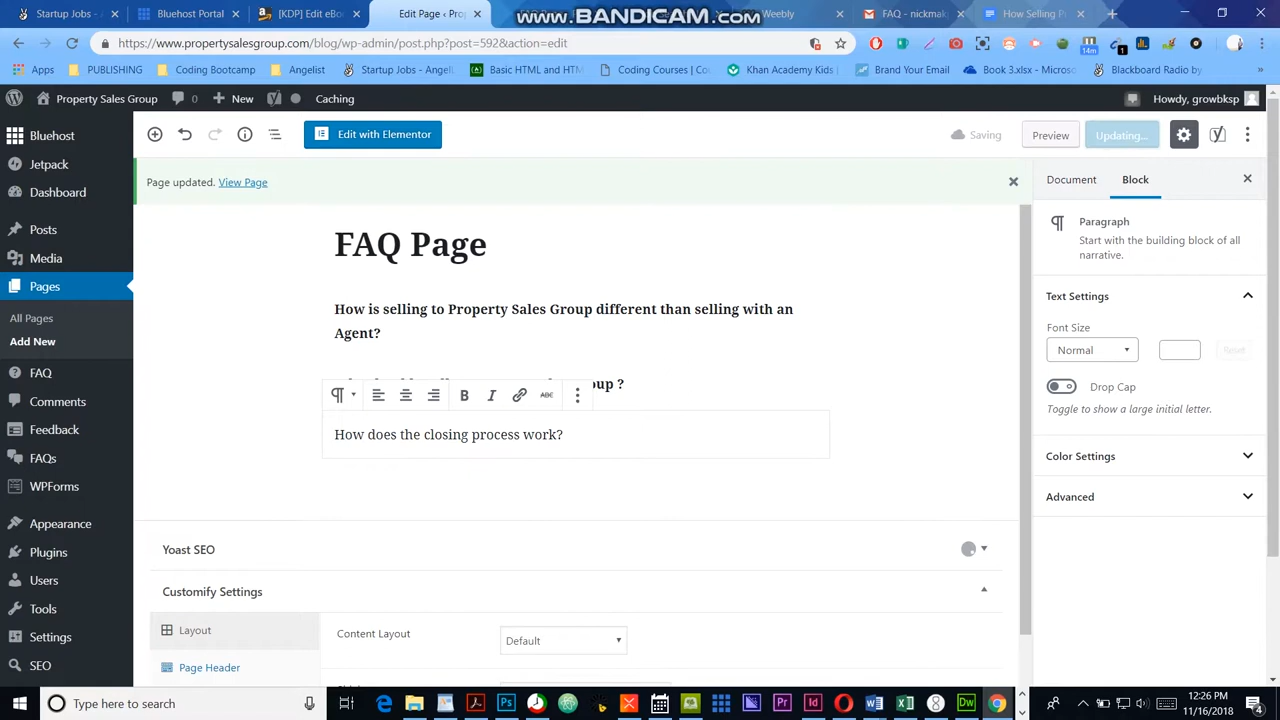 Startup Jobs - A
Bluehost Portal
[KDP] Edit eBo
Edit Page ‹ Prop
www.BANDICAM.com
Weebly
FAQ - nickmak
How Selling P
https://www.propertysalesgroup.com/blog/wp-admin/post.php?post=592&action=edit
14m
1
Apps
PUBLISHING
Coding Bootcamp
Angelist
Startup Jobs - Angel
Basic HTML and HTM
Coding Courses | Co
Khan Academy Kids |
Brand Your Email
Book 3.xlsx - Micros
Blackboard Radio by
Property Sales Group
0
New
Caching
Howdy, growbksp
Bluehost
Jetpack
Dashboard
Posts
Media
Pages
All Pages
Add New
FAQ
Comments
Feedback
FAQs
WPForms
Appearance
Plugins
Users
Tools
Settings
SEO
Edit with Elementor
Saving
Preview
Updating...
Page updated. View Page
FAQ Page
How is selling to Property Sales Group different than selling with an
Agent?
?
ABC
How does the closing process work?
Yoast SEO
Customify Settings
Layout
Page Header
Content Layout
Default
Document
Block
Paragraph
Start with the building block of all
narrative.
Text Settings
Font Size
Normal
Reset
Drop Cap
Toggle to show a large initial letter.
Color Settings
Advanced
Type here to search
12:26 PM
11/16/2018
4